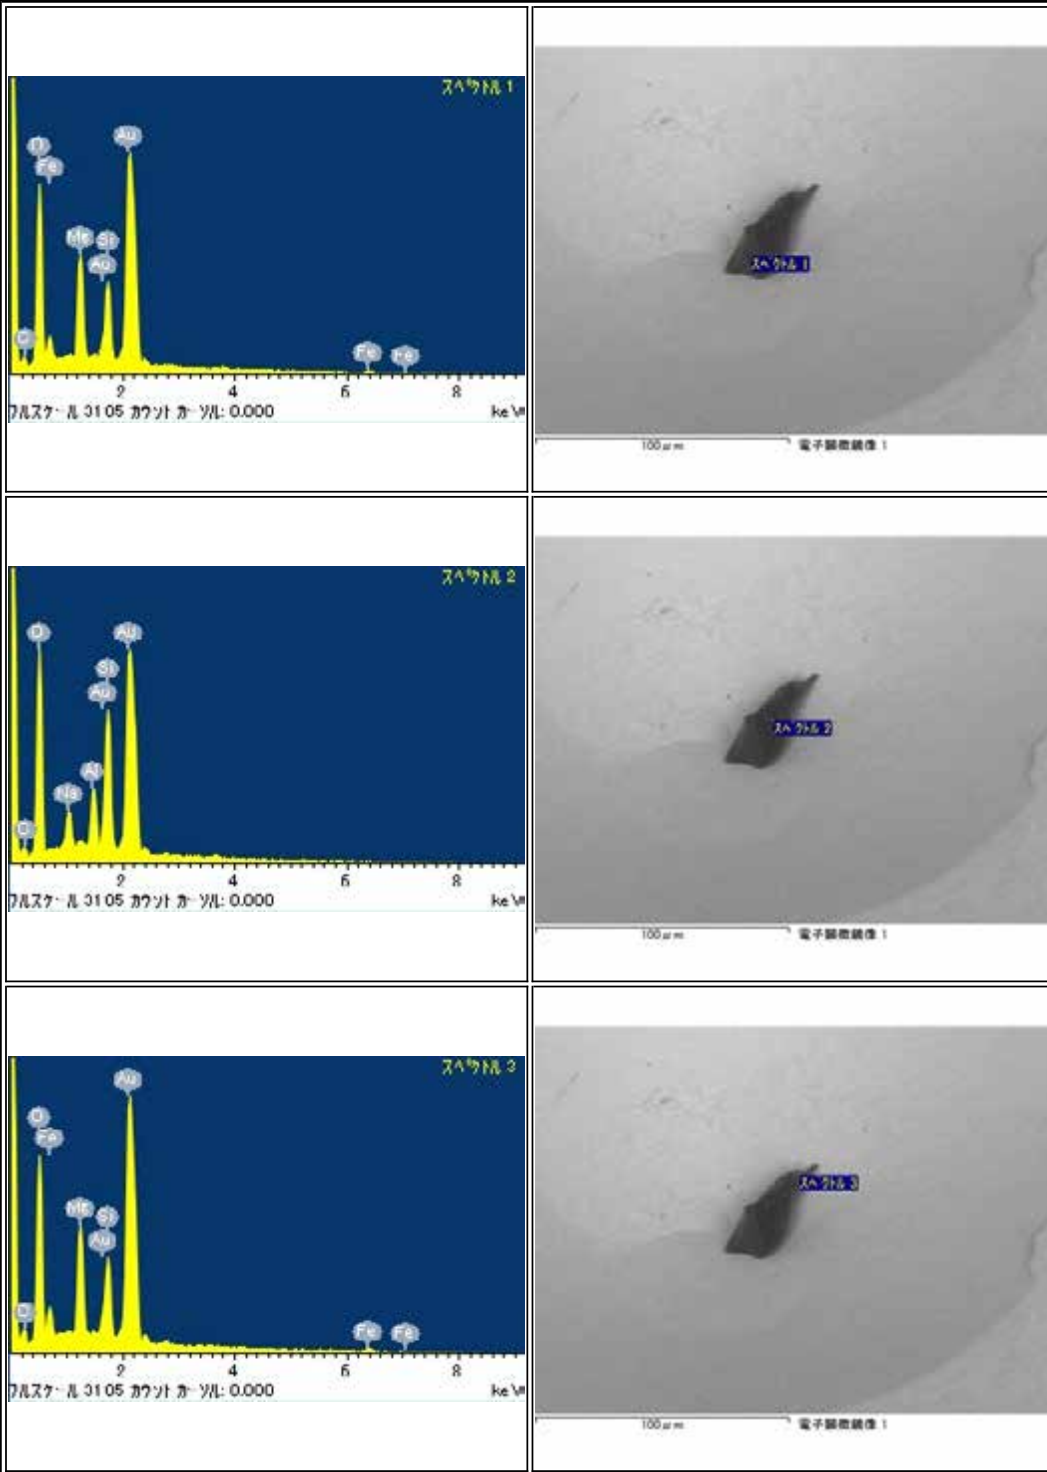 スペクトル 1
Au
O
Fe
Mg
Si
Au
C
Fe
Fe
2
4
6
8
フルスケール 3105 カウント カーソル: 0.000
keV
スペクトル 1
100μm
電子顕微鏡像 1
スペクトル 2
O
Au
Si
Au
Al
Na
C
2
4
6
8
フルスケール 3105 カウント カーソル: 0.000
keV
スペクトル 2
100μm
電子顕微鏡像 1
スペクトル 3
Au
O
Fe
Mg
Si
Au
C
Fe
Fe
2
4
6
8
フルスケール 3105 カウント カーソル: 0.000
keV
スペクトル 3
100μm
電子顕微鏡像 1